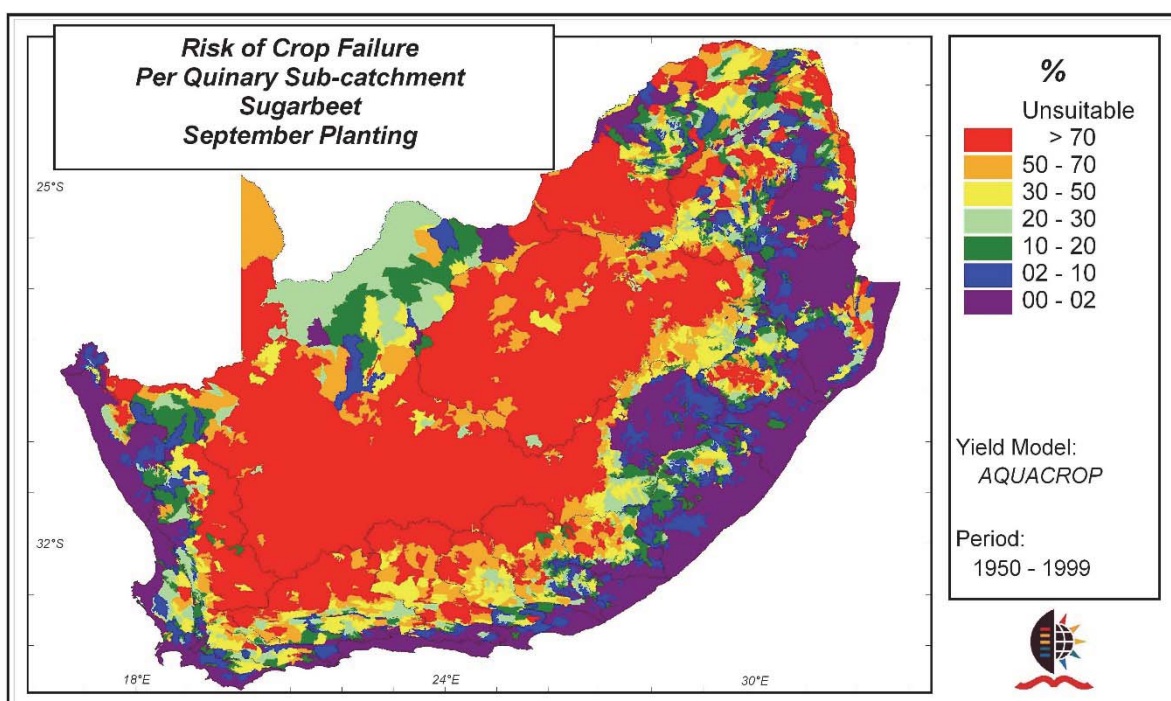 Risk of Crop Failure
Per Quinary Sub-catchment
Sugarbeet
September Planting
25°S
32°S
18°E
24°E
30°E
%
Unsuitable
> 70
50 - 70
30 - 50
20 - 30
10 - 20
02 - 10
00 - 02
Yield Model:
AQUACROP
Period:
1950 - 1999